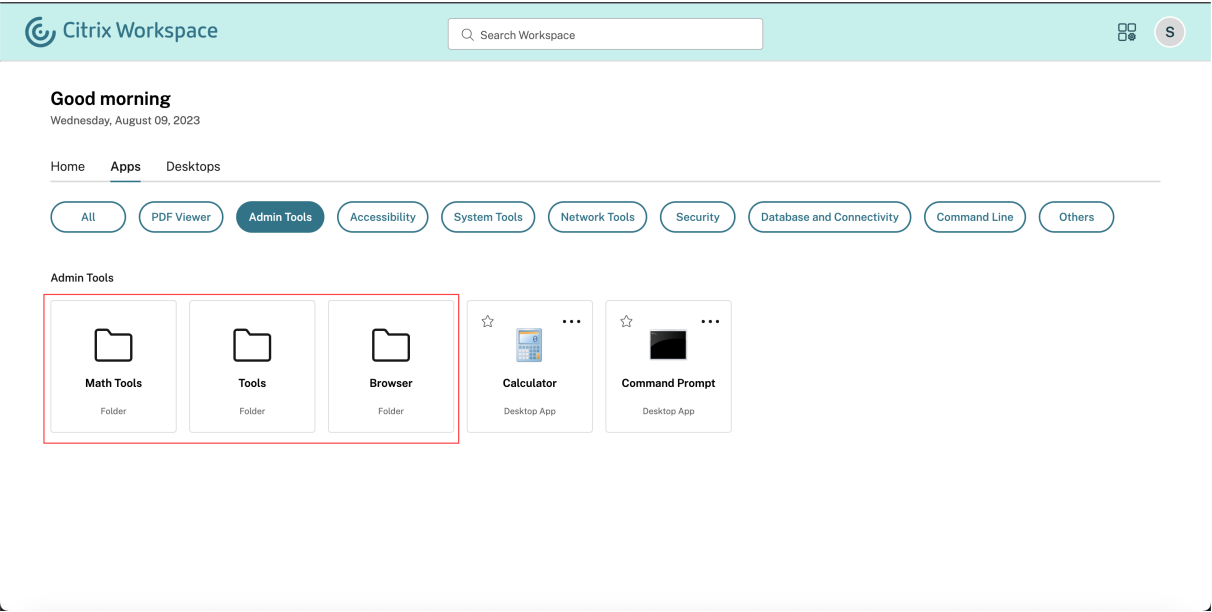 Citrix Workspace
Search Workspace
S
Good morning
Wednesday, August 09, 2023
Home Apps Desktops
All PDF Viewer Admin Tools Accessibility System Tools Network Tools Security Database and Connectivity Command Line Others
Admin Tools
Math Tools Tools Browser Calculator Command Prompt
Folder Folder Folder Desktop App Desktop App